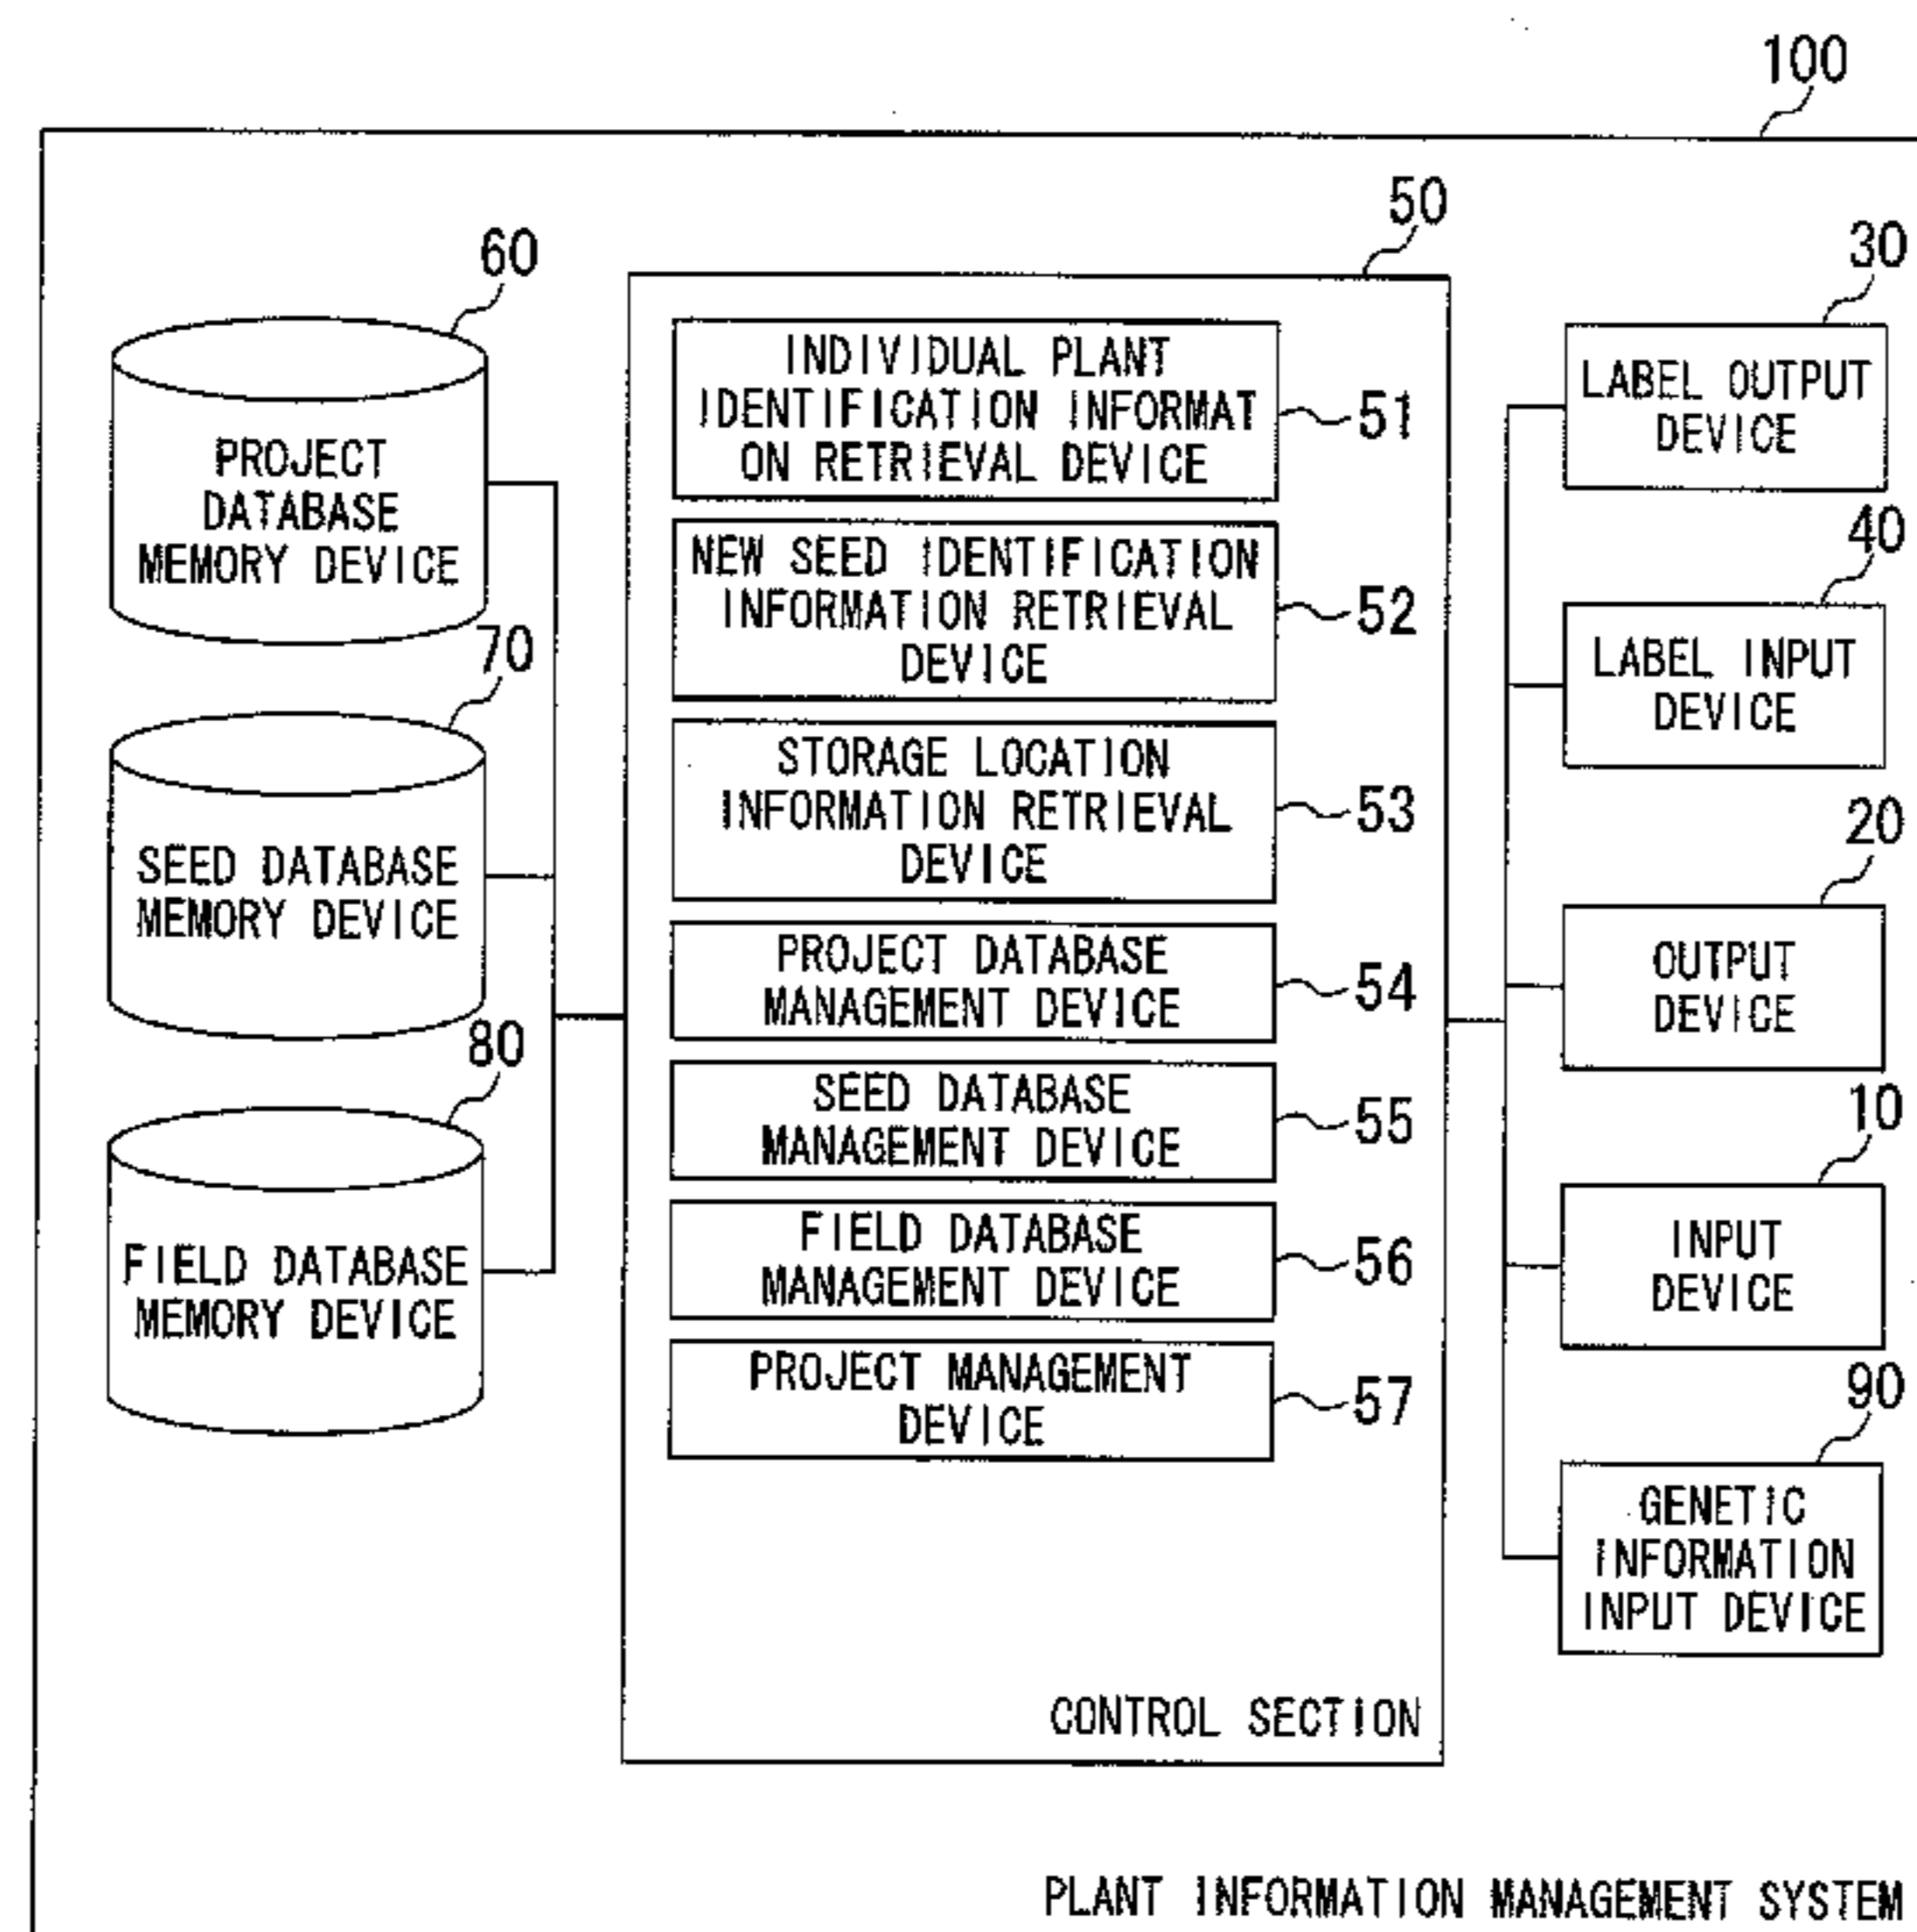 100
50
60
30
INDIVIDUAL PLANT
IDENTIFICATION INFORMAT
ON RETRIEVAL DEVICE
51
LABEL OUTPUT
DEVICE
PROJECT
DATABASE
MEMORY DEVICE
NEW SEED IDENTIFICATION
INFORMATION RETRIEVAL
DEVICE
52
40
LABEL INPUT
DEVICE
70
STORAGE LOCATION
INFORMATION RETRIEVAL
DEVICE
53
20
SEED DATABASE
MEMORY DEVICE
PROJECT DATABASE
MANAGEMENT DEVICE
54
OUTPUT
DEVICE
80
SEED DATABASE
MANAGEMENT DEVICE
55
10
FIELD DATABASE
MEMORY DEVICE
FIELD DATABASE
MANAGEMENT DEVICE
56
INPUT
DEVICE
PROJECT MANAGEMENT
DEVICE
57
90
GENETIC
INFORMATION
INPUT DEVICE
CONTROL SECTION
PLANT INFORMATION MANAGEMENT SYSTEM